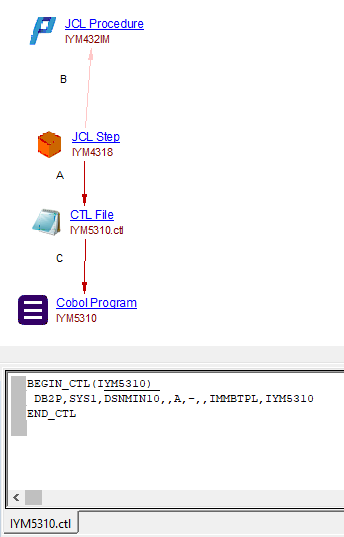 JCL Procedure
IYM432IM
B
JCL Step
IYM4318
A
CTL File
IYM5310.ctl
C
Cobol Program
IYM5310
BEGIN_CTL(IYM5310)
DB2P,SYS1,DSNMIN10,,A,-,,IMMBTPL,IYM5310
END_CTL
IYM5310.ctl